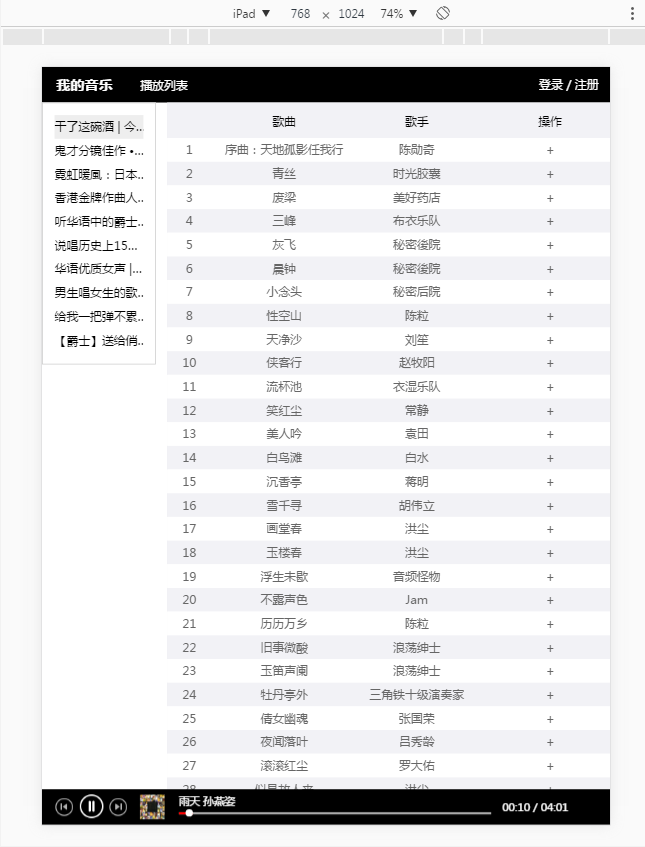 iPad ▼ 768 × 1024 74% ▼
我的音乐 播放列表 登录 / 注册
干了这碗酒 | 今...
鬼才分镜佳作 •...
霓虹暖風：日本...
香港金牌作曲人...
听华语中的爵士...
说唱历史上15...
华语优质女声 |...
男生唱女生的歌...
给我一把弹不累...
【爵士】送给俏...
歌曲 歌手 操作
1 序曲：天地孤影任我行 陈勋奇 +
2 青丝 时光胶囊 +
3 废梁 美好药店 +
4 三峰 布衣乐队 +
5 灰飞 秘密後院 +
6 晨钟 秘密後院 +
7 小念头 秘密后院 +
8 性空山 陈粒 +
9 天净沙 刘笙 +
10 侠客行 赵牧阳 +
11 流杯池 衣湿乐队 +
12 笑红尘 常静 +
13 美人吟 袁田 +
14 白鸟滩 白水 +
15 沉香亭 蒋明 +
16 雪千寻 胡伟立 +
17 画堂春 洪尘 +
18 玉楼春 洪尘 +
19 浮生未歇 音频怪物 +
20 不露声色 Jam +
21 历历万乡 陈粒 +
22 旧事微酸 浪荡绅士 +
23 玉笛声阑 浪荡绅士 +
24 牡丹亭外 三角铁十级演奏家 +
25 倩女幽魂 张国荣 +
26 夜闻落叶 吕秀龄 +
27 滚滚红尘 罗大佑 +
28 似是故人来 洪尘 +
雨天 孙燕姿
00:10 / 04:01